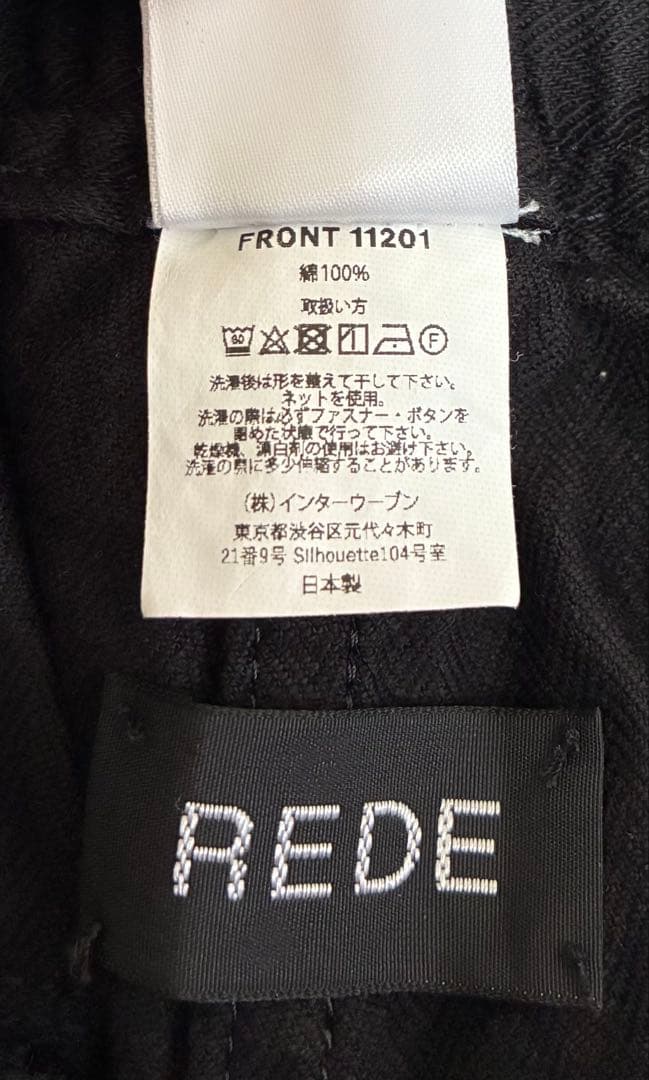 FRONT 11201
綿100%
取扱い方
60 F
洗濯後は形を整えて干して下さい。
ネットを使用。
洗濯の際は必ずファスナー・ボタンを
留めた状態で行って下さい。
乾燥機、漂白剤の使用はお避け下さい。
洗濯の際に多少伸縮することがあります。
(株)インターウーブン
東京都渋谷区元代々木町
21番9号 Silhouette104号室
日本製
REDE